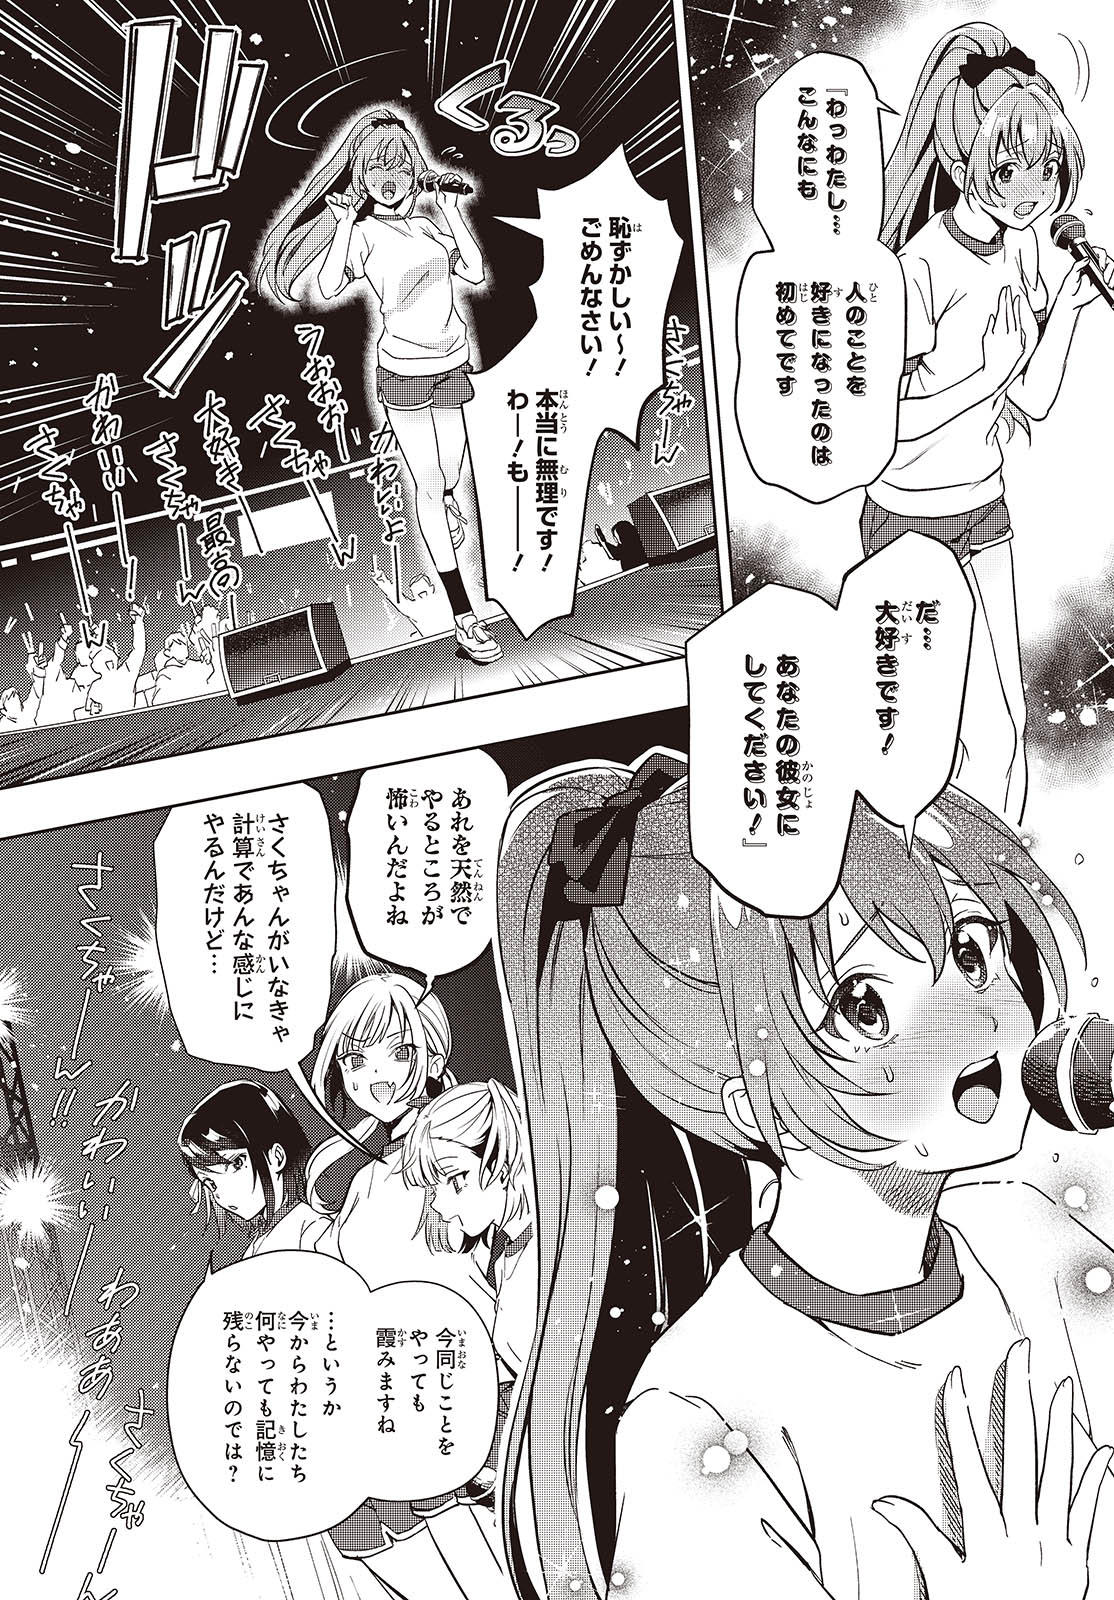 『わっわたし…
こんなにも
人のことを
好きになったのは
初めてです
だ…
大好きです！
あなたの彼女に
してください！』
くるるっ
恥ずかしい〜！
ごめんなさい！
本当に無理です！
わー！もーー！
さくちゃーん
うおおお
かわいいよ
さくちゃーん
大好きー
最高
さくちゃーん
さくちゃーん
かわいいいー
あれを天然で
やるところが
怖いんだよね
さくちゃんがいなきゃ
計算であんな感じに
やるんだけど…
今同じことを
やっても
霞みますね
…というか
今からわたしたち
何やっても記憶に
残らないのでは？
さくちゃーん!!
かわいいー
わあああ
さくちゃーん